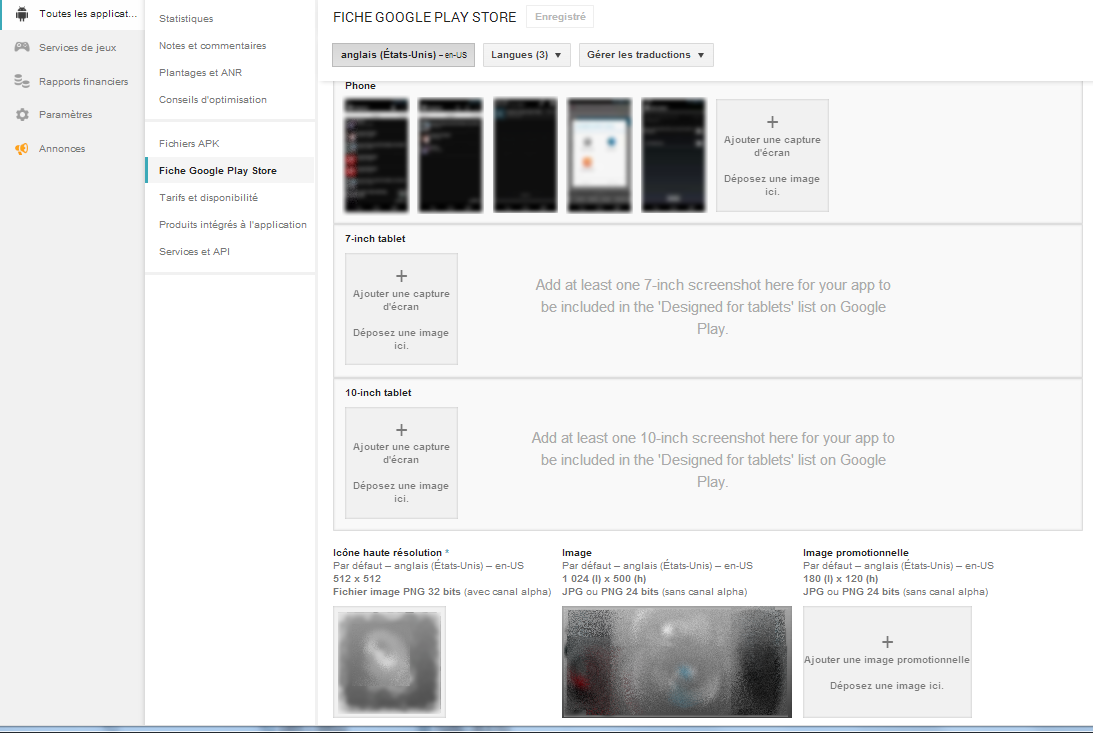 Toutes les applicat...
Services de jeux
Rapports financiers
Paramètres
Annonces
Statistiques
Notes et commentaires
Plantages et ANR
Conseils d'optimisation
Fichiers APK
Fiche Google Play Store
Tarifs et disponibilité
Produits intégrés à l'application
Services et API
FICHE GOOGLE PLAY STORE Enregistré
anglais (États-Unis) – en-US Langues (3) Gérer les traductions
Phone
Ajouter une capture
d'écran
Déposez une image
ici.
7-inch tablet
Ajouter une capture
d'écran
Déposez une image
ici.
Add at least one 7-inch screenshot here for your app to
be included in the 'Designed for tablets' list on Google
Play.
10-inch tablet
Ajouter une capture
d'écran
Déposez une image
ici.
Add at least one 10-inch screenshot here for your app to
be included in the 'Designed for tablets' list on Google
Play.
Icône haute résolution *
Par défaut – anglais (États-Unis) – en-US
512 x 512
Fichier image PNG 32 bits (avec canal alpha)
Image
Par défaut – anglais (États-Unis) – en-US
1 024 (l) x 500 (h)
JPG ou PNG 24 bits (sans canal alpha)
Image promotionnelle
Par défaut – anglais (États-Unis) – en-US
180 (l) x 120 (h)
JPG ou PNG 24 bits (sans canal alpha)
Ajouter une image promotionnelle
Déposez une image ici.